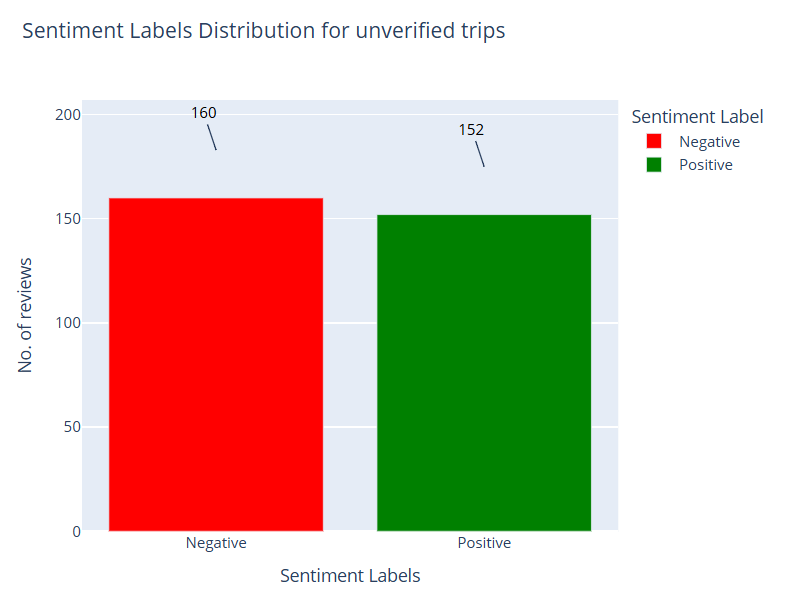 Sentiment Labels Distribution for unverified trips
160
152
200
150
100
50
0
No. of reviews
Negative
Positive
Sentiment Labels
Sentiment Label
Negative
Positive